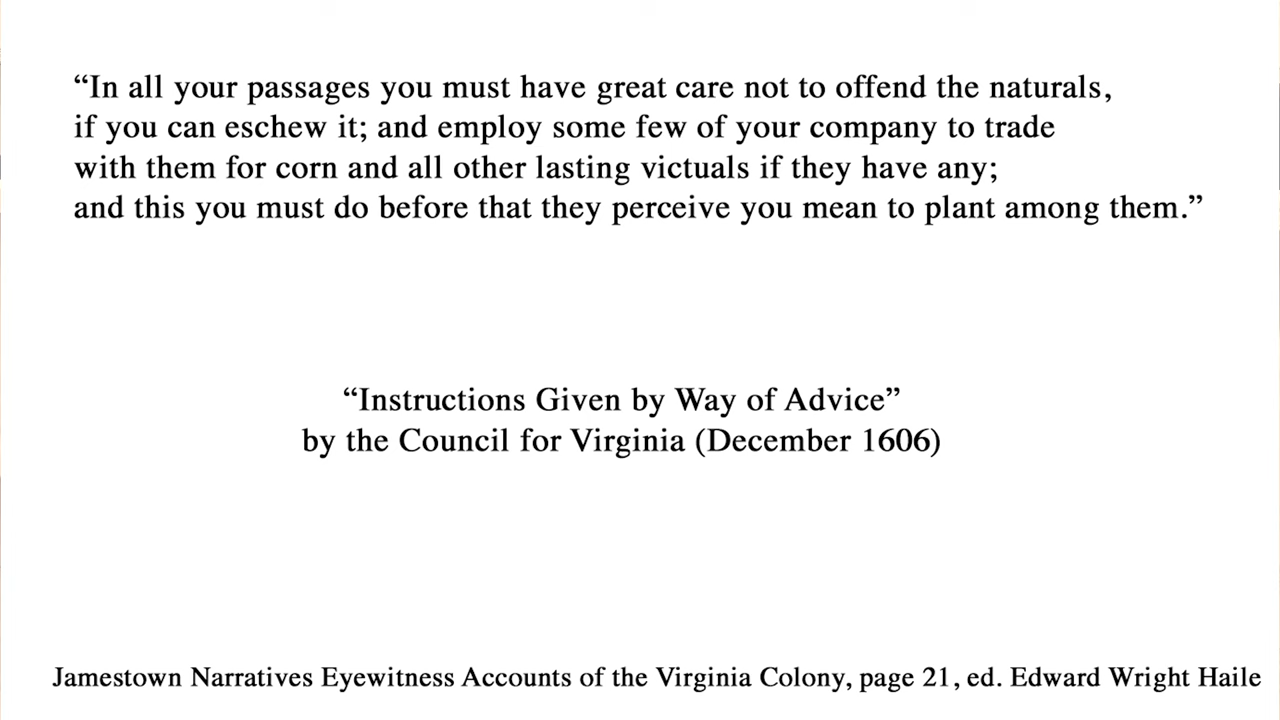 “In all your passages you must have great care not to offend the naturals,
if you can eschew it; and employ some few of your company to trade
with them for corn and all other lasting victuals if they have any;
and this you must do before that they perceive you mean to plant among them.”
“Instructions Given by Way of Advice”
by the Council for Virginia (December 1606)
Jamestown Narratives Eyewitness Accounts of the Virginia Colony, page 21, ed. Edward Wright Haile